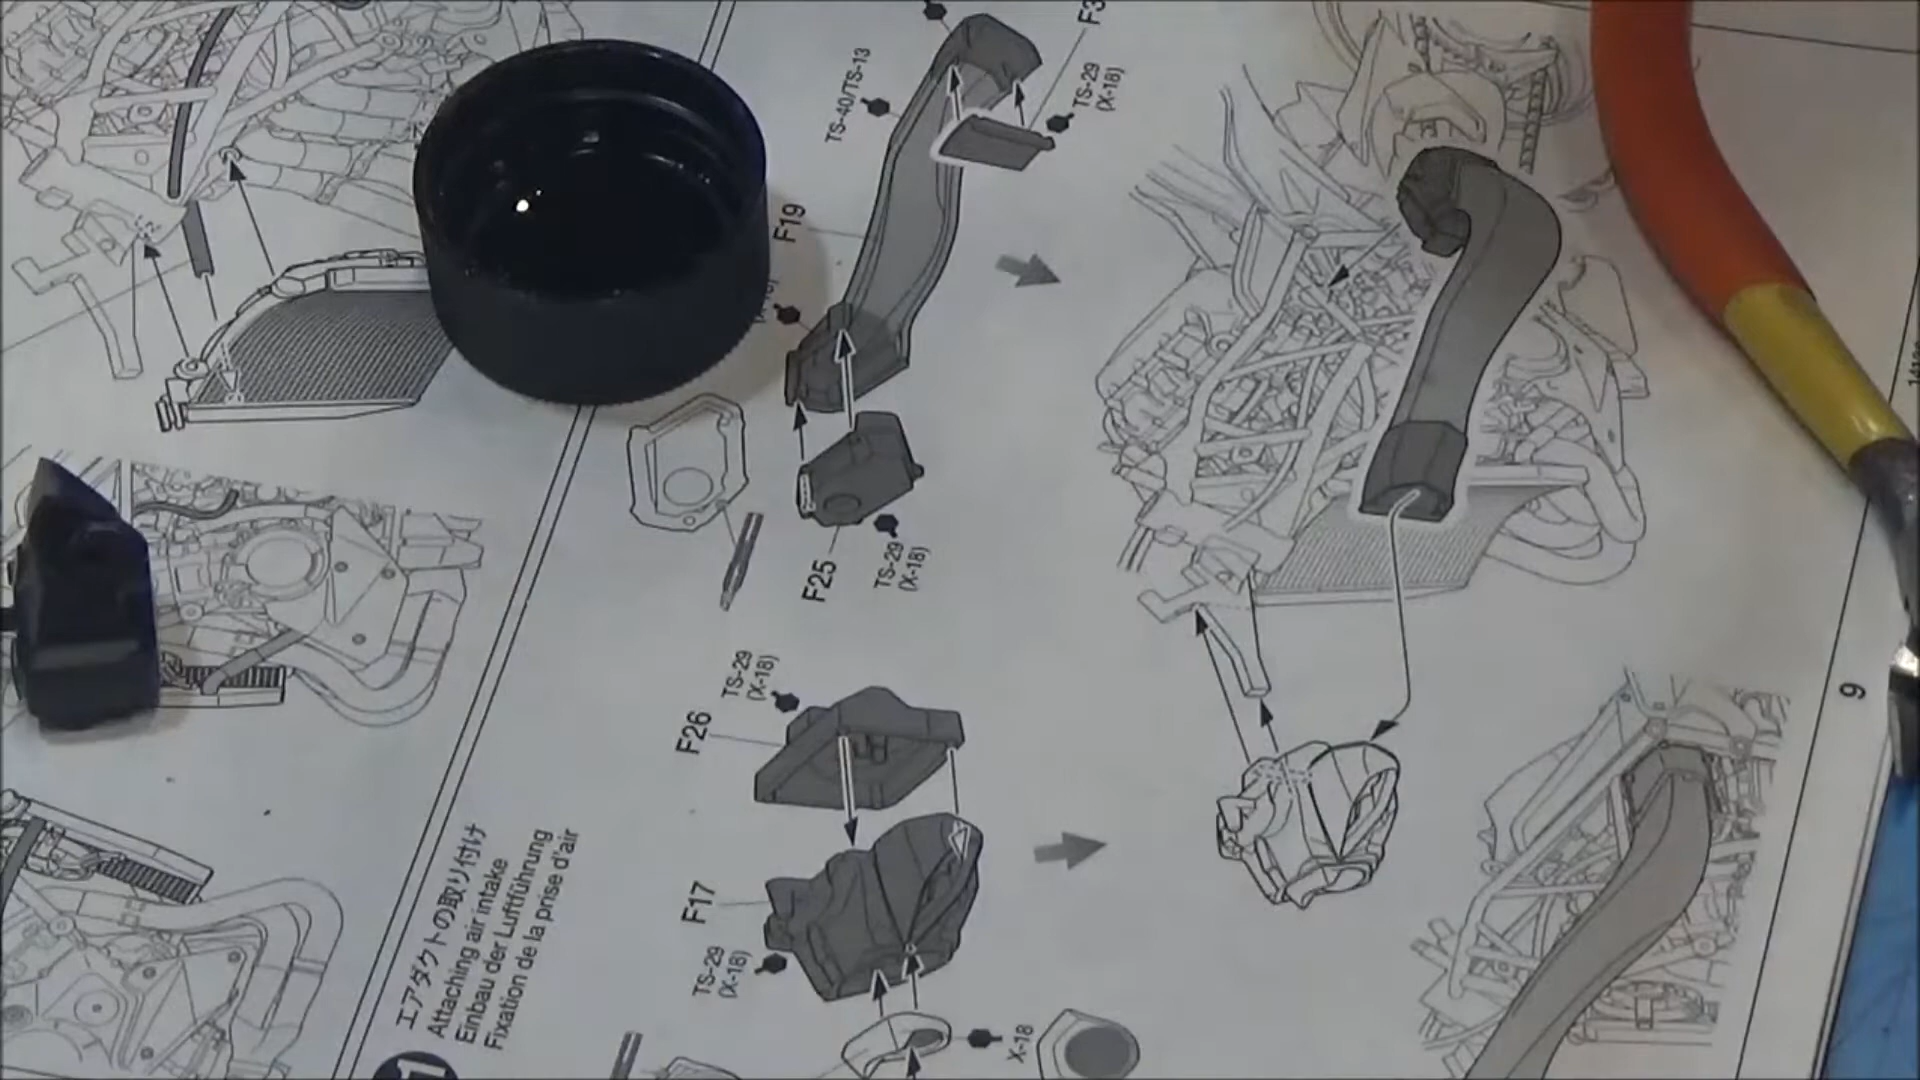 TS-40/TS-13
TS-29
(X-18)
F19
F25
TS-29
(X-18)
TS-29
(X-18)
F26
F17
TS-29
(X-18)
X-18
エアダクトの取り付け
Attaching air intake
Einbau der Luftführung
Fixation de la prise d'air
9